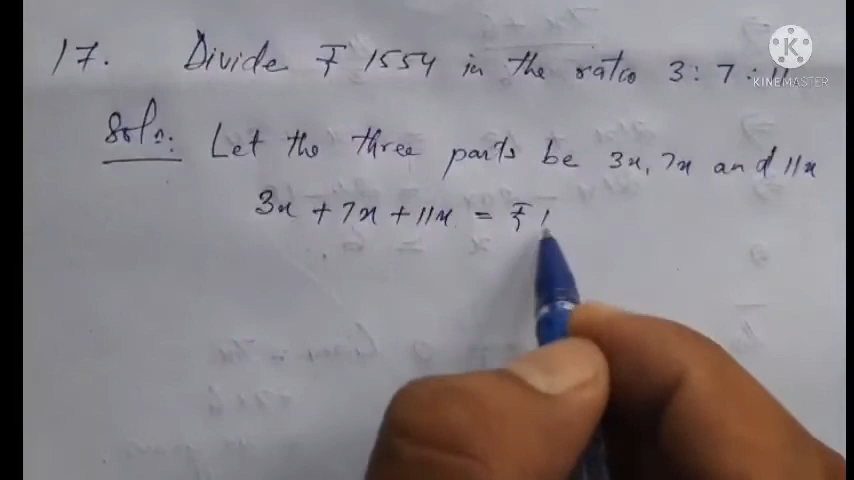 17. Divide ₹ 1554 in the ratio 3 : 7 : 11
Soln: Let the three parts be 3x, 7x and 11x
3x + 7x + 11x = ₹ 1
K
KINEMASTER